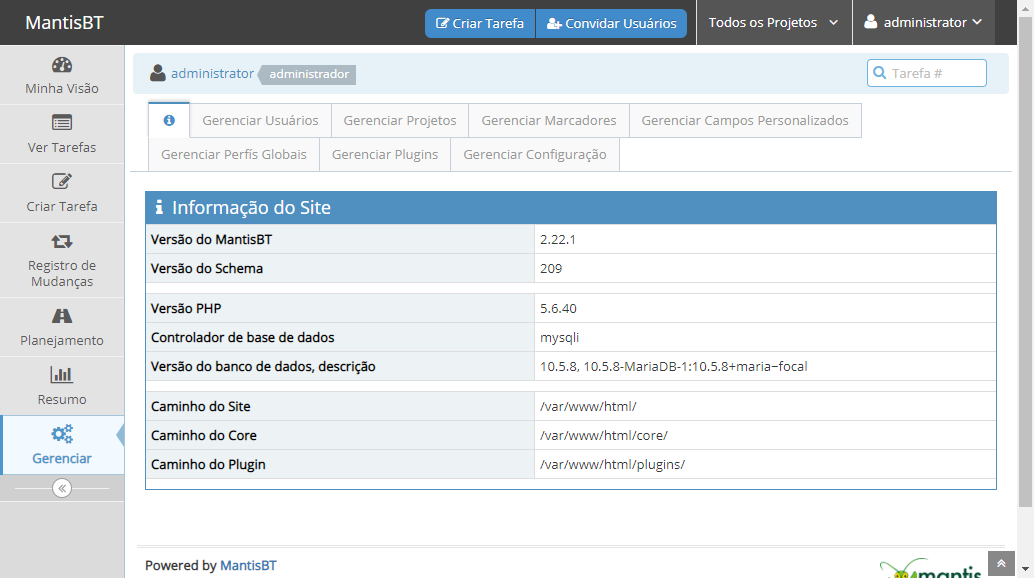 MantisBT
Criar Tarefa
Convidar Usuários
Todos os Projetos
administrator
Minha Visão
Ver Tarefas
Criar Tarefa
Registro de
Mudanças
Planejamento
Resumo
Gerenciar
administrator
administrador
Tarefa #
Gerenciar Usuários
Gerenciar Projetos
Gerenciar Marcadores
Gerenciar Campos Personalizados
Gerenciar Perfís Globais
Gerenciar Plugins
Gerenciar Configuração
Informação do Site
Versão do MantisBT 2.22.1
Versão do Schema 209
Versão PHP 5.6.40
Controlador de base de dados mysqli
Versão do banco de dados, descrição 10.5.8, 10.5.8-MariaDB-1:10.5.8+maria~focal
Caminho do Site /var/www/html/
Caminho do Core /var/www/html/core/
Caminho do Plugin /var/www/html/plugins/
Powered by MantisBT
mantis